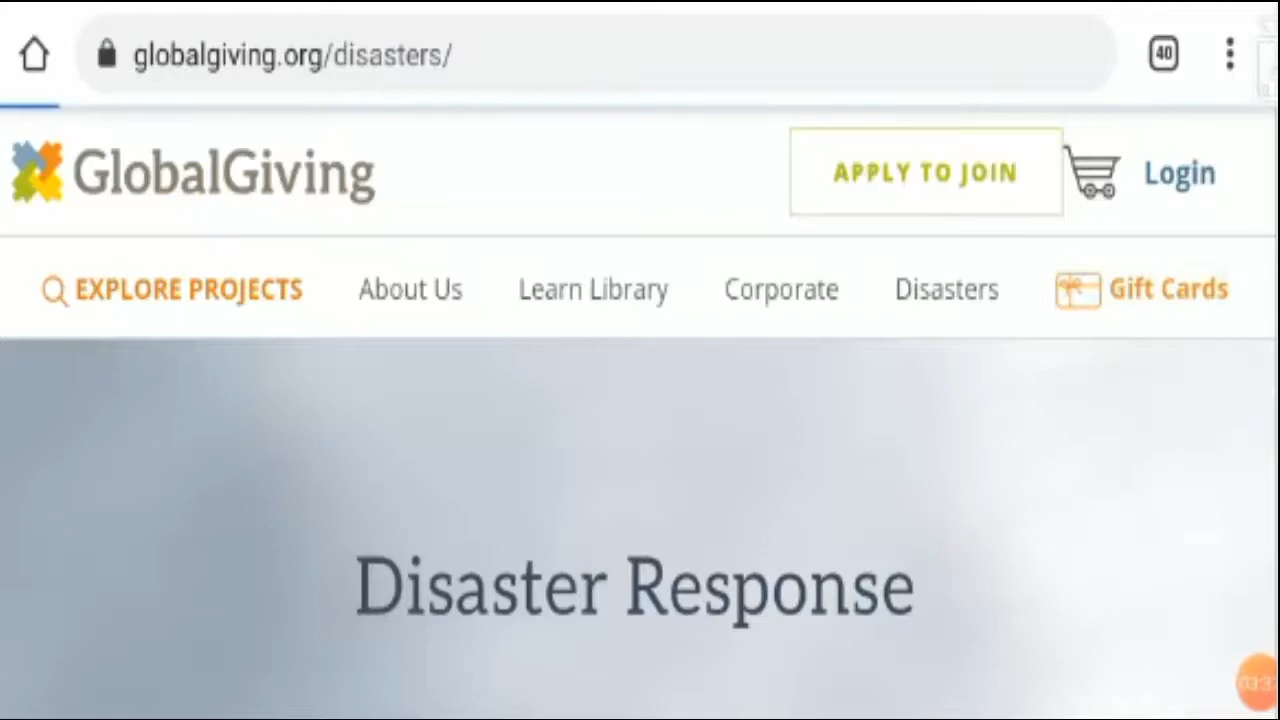 globalgiving.org/disasters/
40
GlobalGiving
APPLY TO JOIN
Login
EXPLORE PROJECTS
About Us
Learn Library
Corporate
Disasters
Gift Cards
Disaster Response